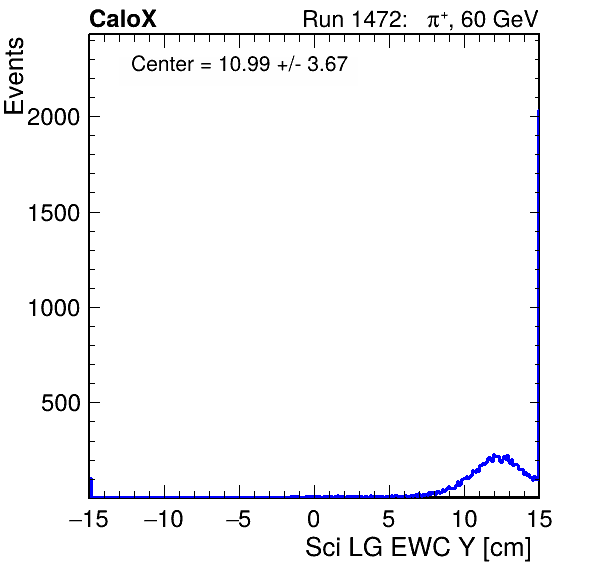 CaloX Run 1472: π⁺, 60 GeV
Center = 10.99 +/- 3.67
Events
2000
1500
1000
500
−15 −10 −5 0 5 10 15
Sci LG EWC Y [cm]